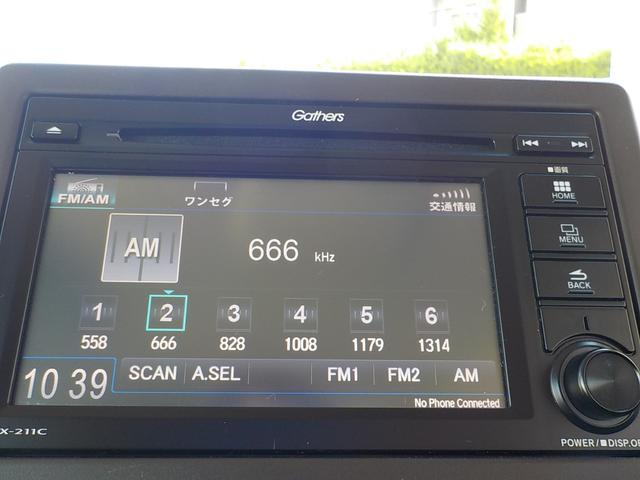 Gathers
画質
HOME
MENU
BACK
FM/AM
ワンセグ
交通情報
AM
666 kHz
1 2 3 4 5 6
558 666 828 1008 1179 1314
10 39
SCAN A.SEL FM1 FM2 AM
No Phone Connected
X-211C
POWER/ DISP.OF